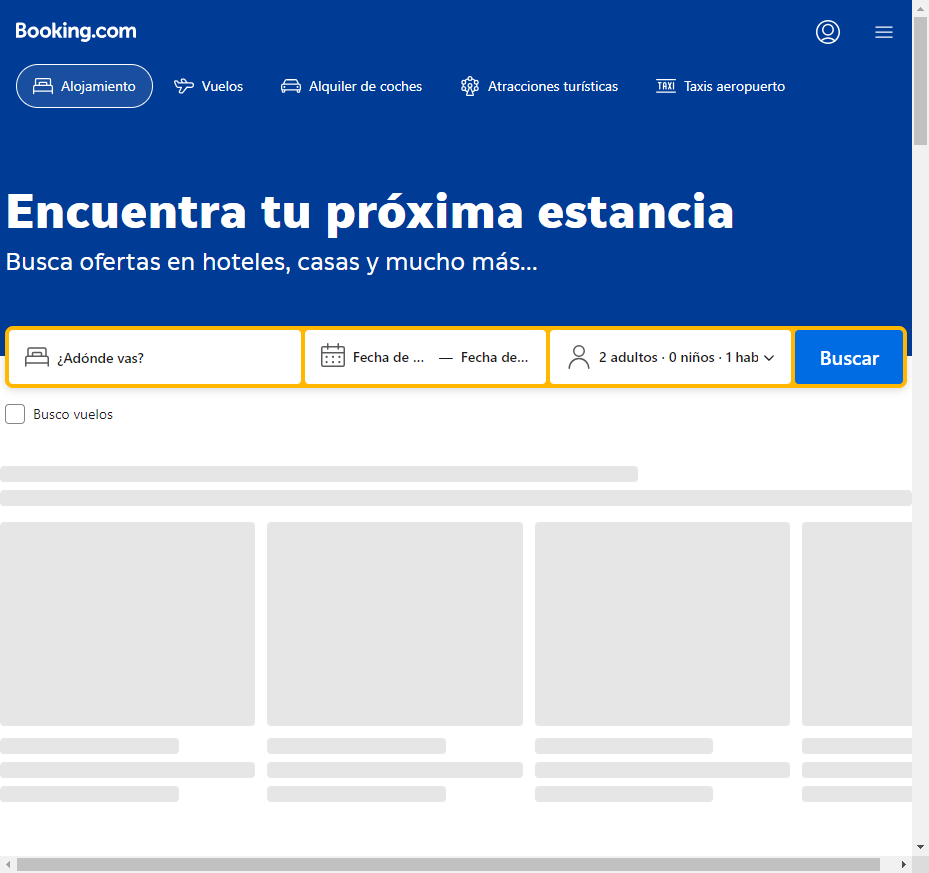 Booking.com
Alojamiento
Vuelos
Alquiler de coches
Atracciones turísticas
TAXI
Taxis aeropuerto
Encuentra tu próxima estancia
Busca ofertas en hoteles, casas y mucho más...
¿Adónde vas?
Fecha de ... — Fecha de...
2 adultos · 0 niños · 1 hab
Buscar
Busco vuelos